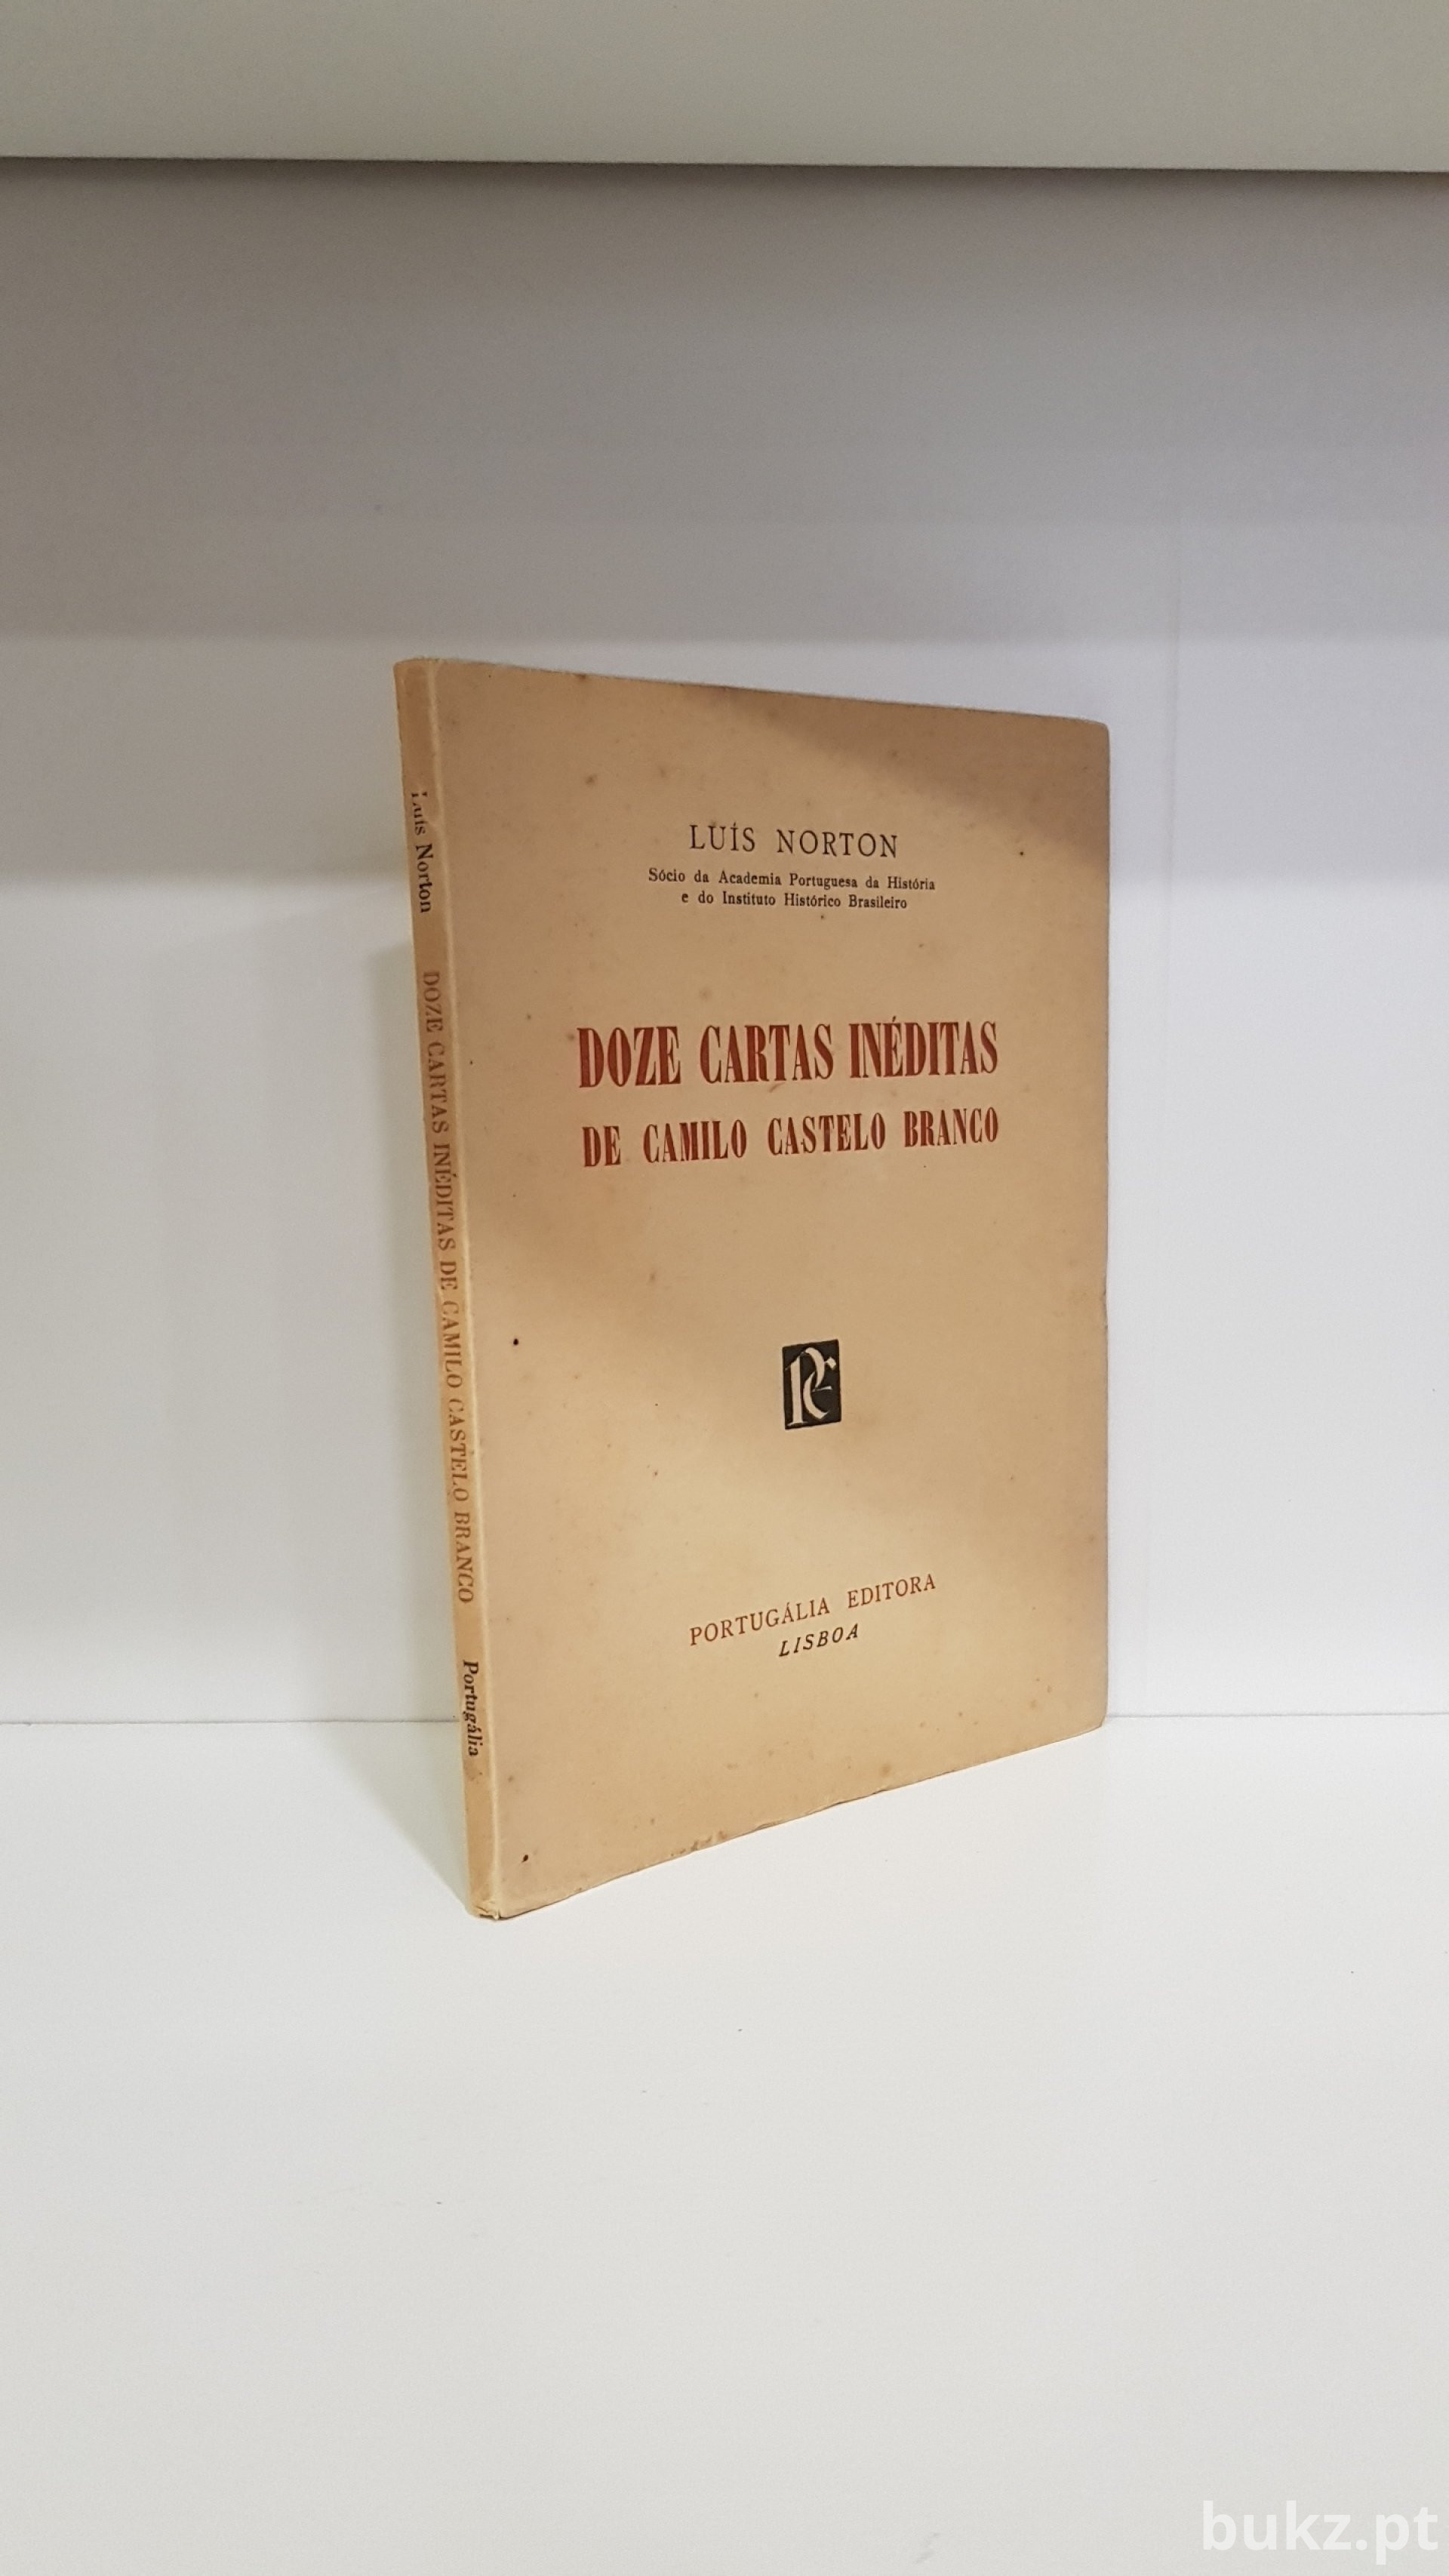 LUÍS NORTON
Sócio da Academia Portuguesa da História
e do Instituto Histórico Brasileiro
DOZE CARTAS INÉDITAS
DE CAMILO CASTELO BRANCO
PE
PORTUGÁLIA EDITORA
LISBOA
Luís Norton DOZE CARTAS INÉDITAS DE CAMILO CASTELO BRANCO Portugália
bukz.pt